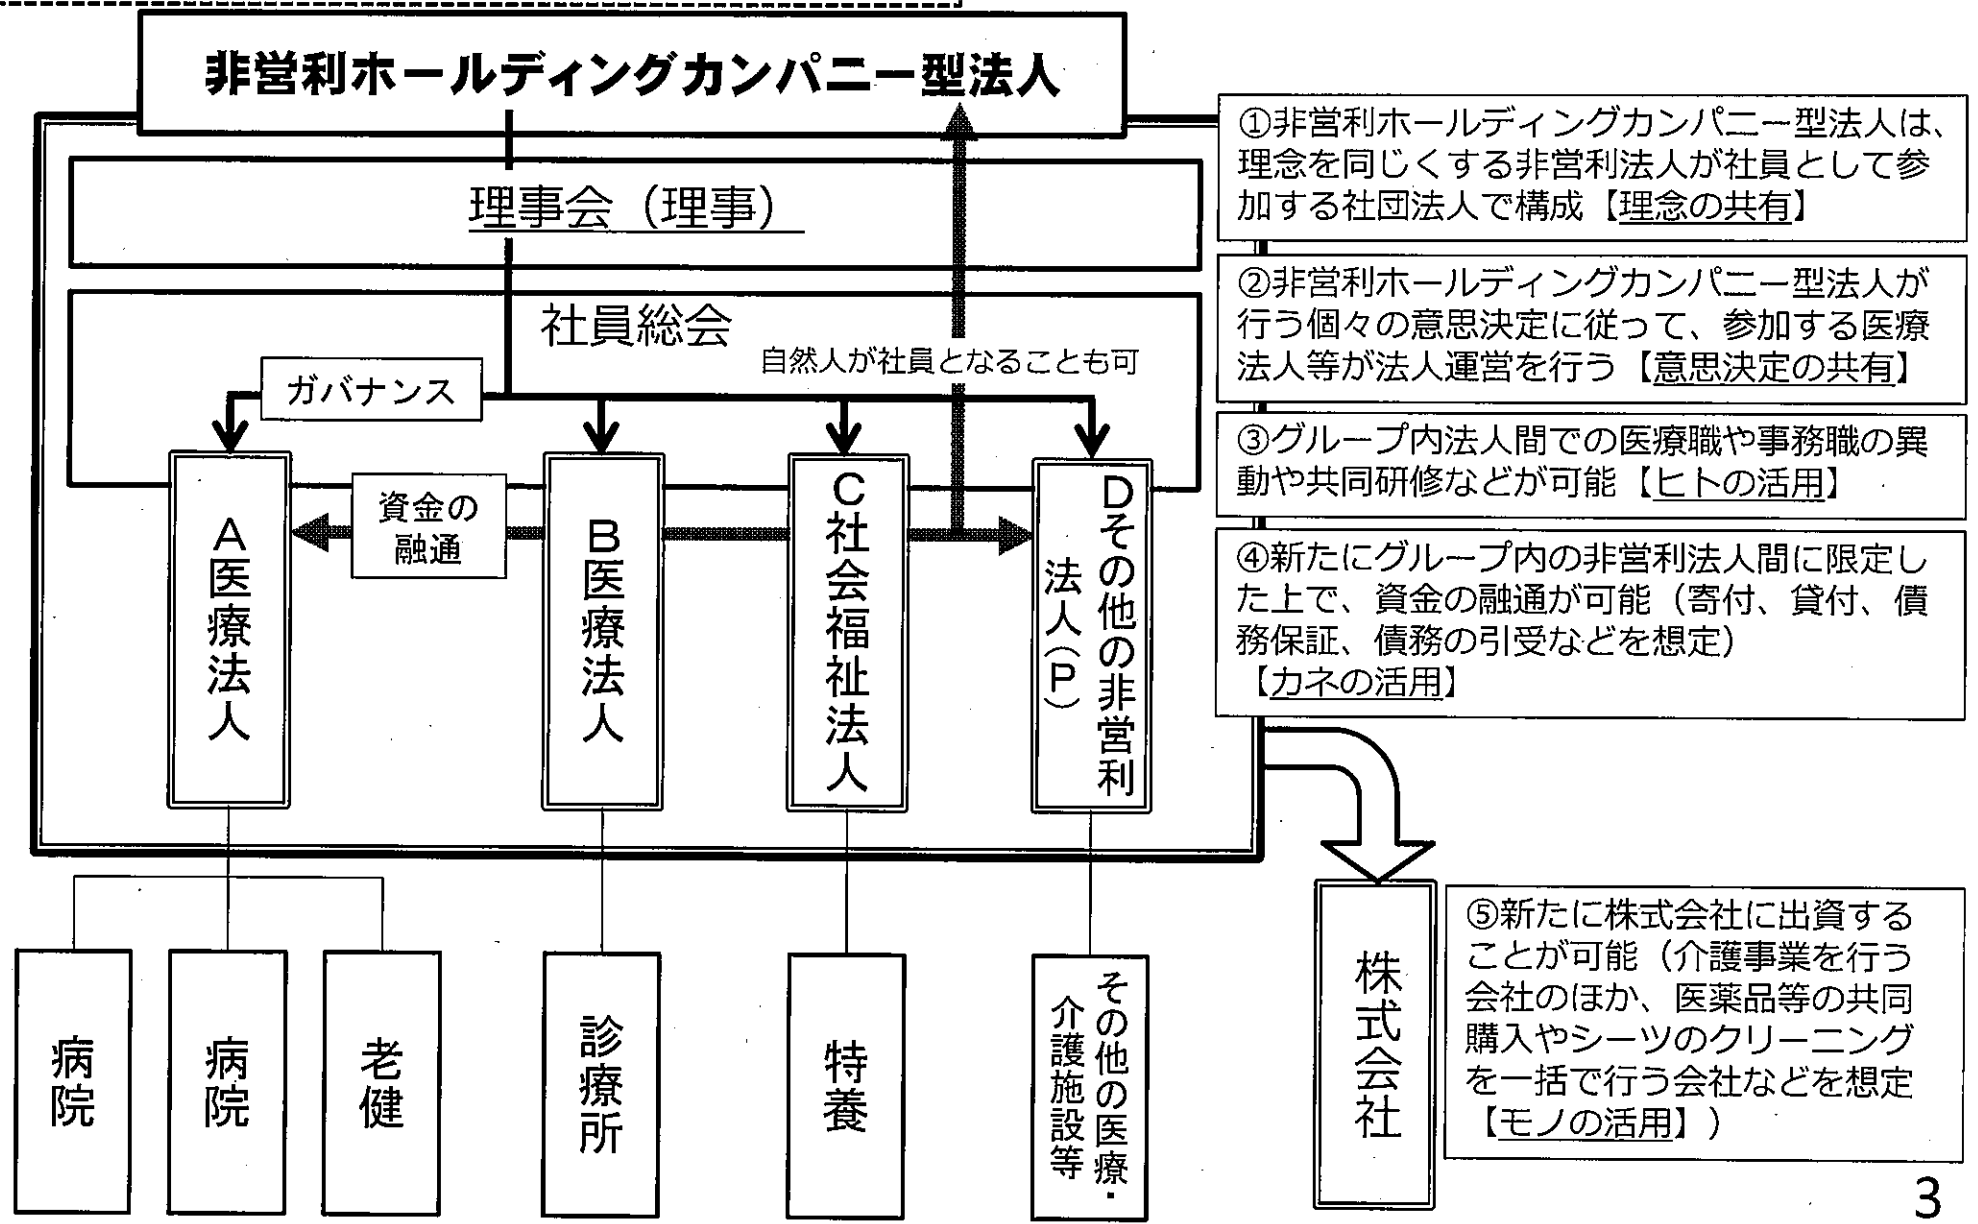 非営利ホールディングカンパニー型法人
理事会（理事）
社員総会
自然人が社員となることも可
ガバナンス
資金の
融通
A医療法人
B医療法人
C社会福祉法人
Dその他の非営利
法人（P）
病院
病院
老健
診療所
特養
その他の医療・
介護施設等
①非営利ホールディングカンパニー型法人は、
理念を同じくする非営利法人が社員として参
加する社団法人で構成【理念の共有】
②非営利ホールディングカンパニー型法人が
行う個々の意思決定に従って、参加する医療
法人等が法人運営を行う【意思決定の共有】
③グループ内法人間での医療職や事務職の異
動や共同研修などが可能【ヒトの活用】
④新たにグループ内の非営利法人間に限定し
た上で、資金の融通が可能（寄付、貸付、債
務保証、債務の引受などを想定）
【カネの活用】
株式会社
⑤新たに株式会社に出資する
ことが可能（介護事業を行う
会社のほか、医薬品等の共同
購入やシーツのクリーニング
を一括で行う会社などを想定
【モノの活用】）
3